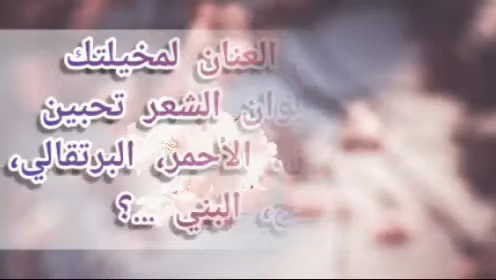 العنان لمخيلتك
الشعر تحبين
الأحمر، البرتقالي،
البني ...؟